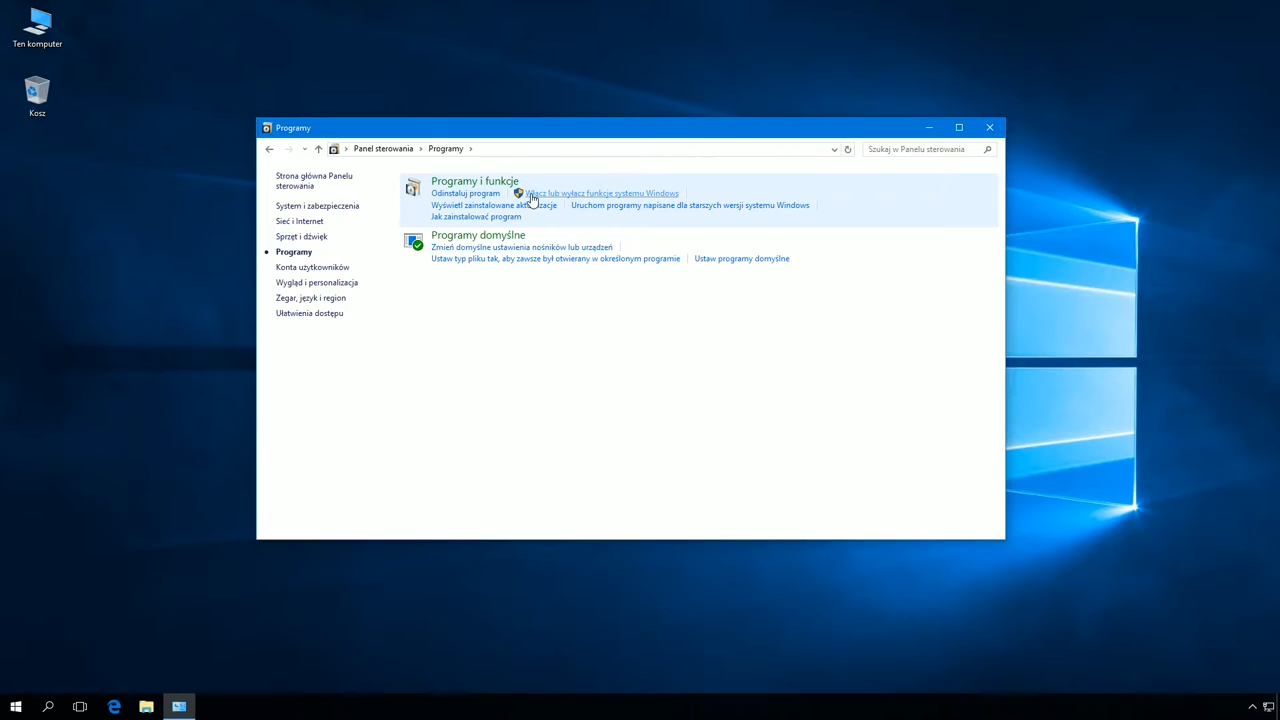 Ten komputer
Kosz
Programy
Panel sterowania > Programy >
Szukaj w Panelu sterowania
Strona główna Panelu
sterowania
System i zabezpieczenia
Sieć i Internet
Sprzęt i dźwięk
Programy
Konta użytkowników
Wygląd i personalizacja
Zegar, język i region
Ułatwienia dostępu
Programy i funkcje
Odinstaluj program
Włącz lub wyłącz funkcje systemu Windows
Wyświetl zainstalowane aktualizacje
Uruchom programy napisane dla starszych wersji systemu Windows
Jak zainstalować program
Programy domyślne
Zmień domyślne ustawienia nośników lub urządzeń
Ustaw typ pliku tak, aby zawsze był otwierany w określonym programie
Ustaw programy domyślne